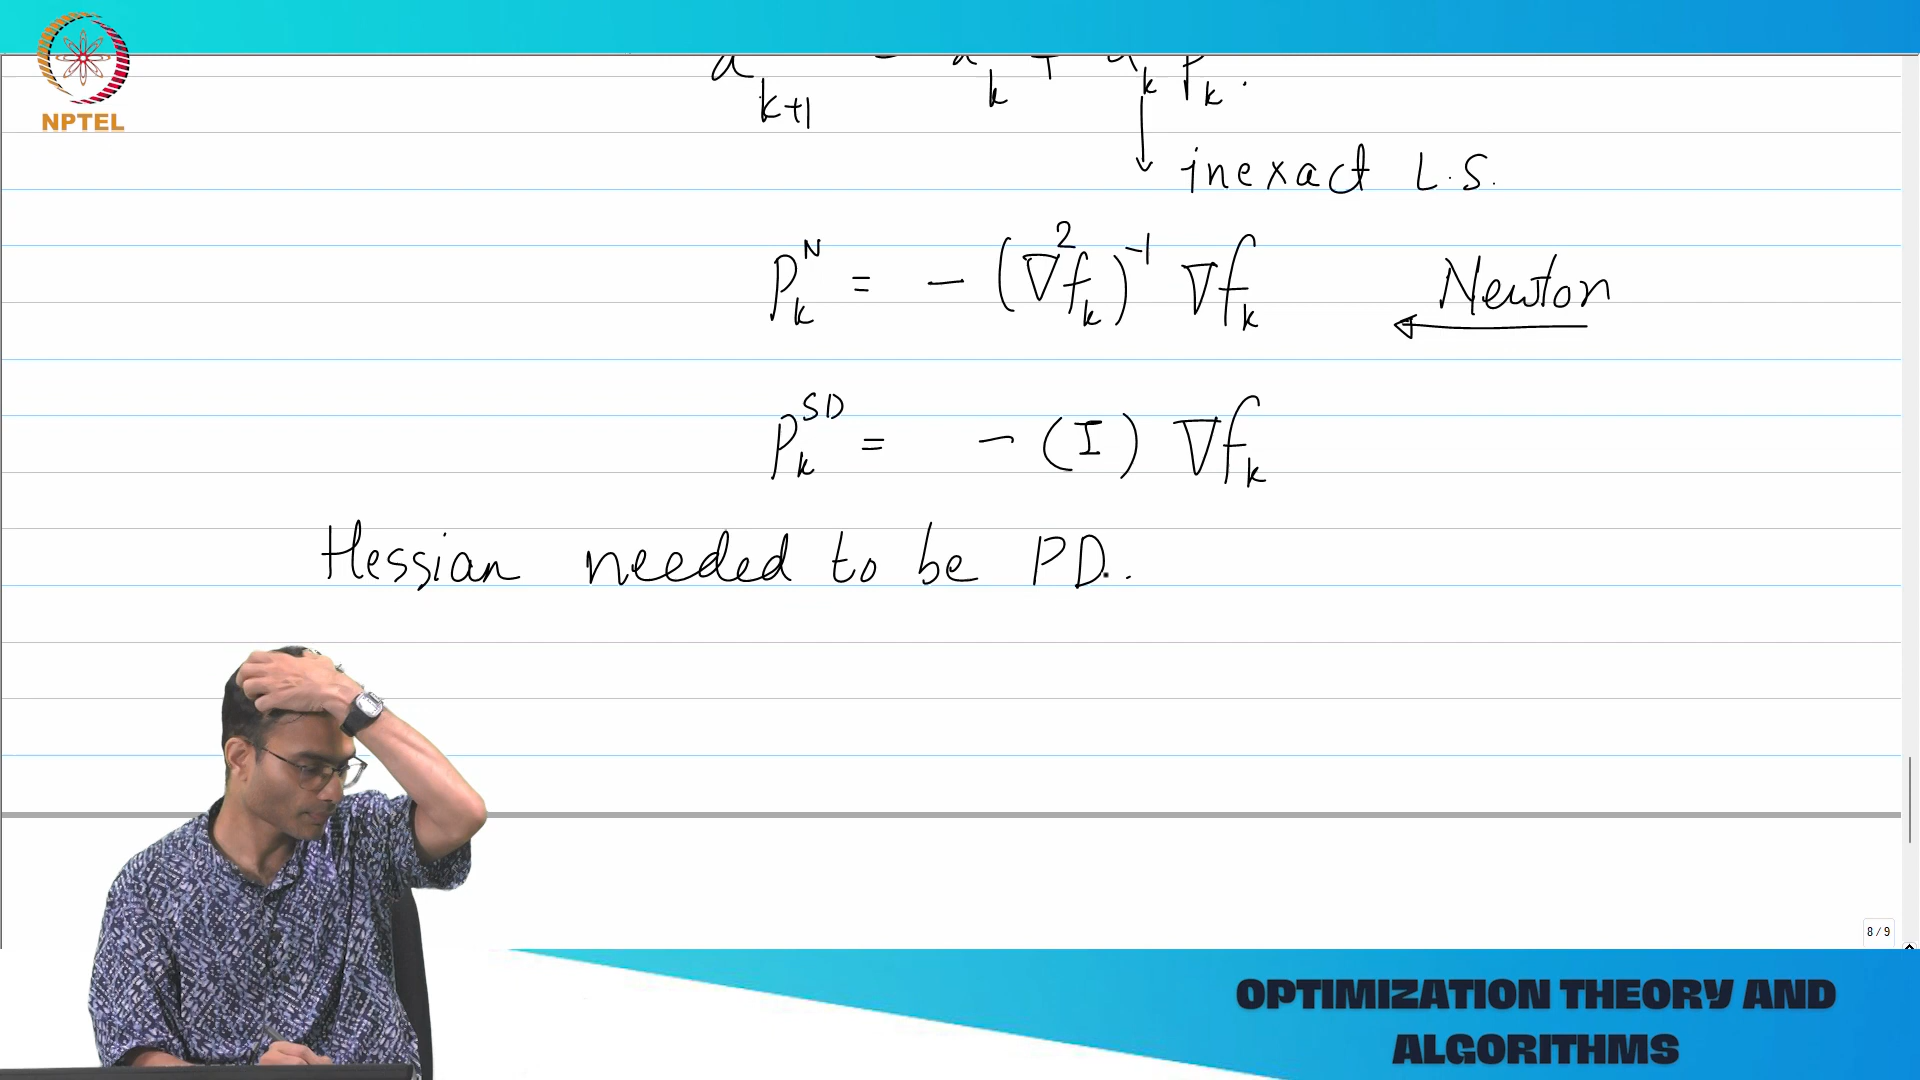 NPTEL
k+1 k + k p_k.
inexact L.S.
p_k^N = - (∇²f_k)^{-1} ∇f_k Newton
p_k^{SD} = - (I) ∇f_k
Hessian needed to be PD.
8 / 9
OPTIMIZATION THEORY AND
ALGORITHMS